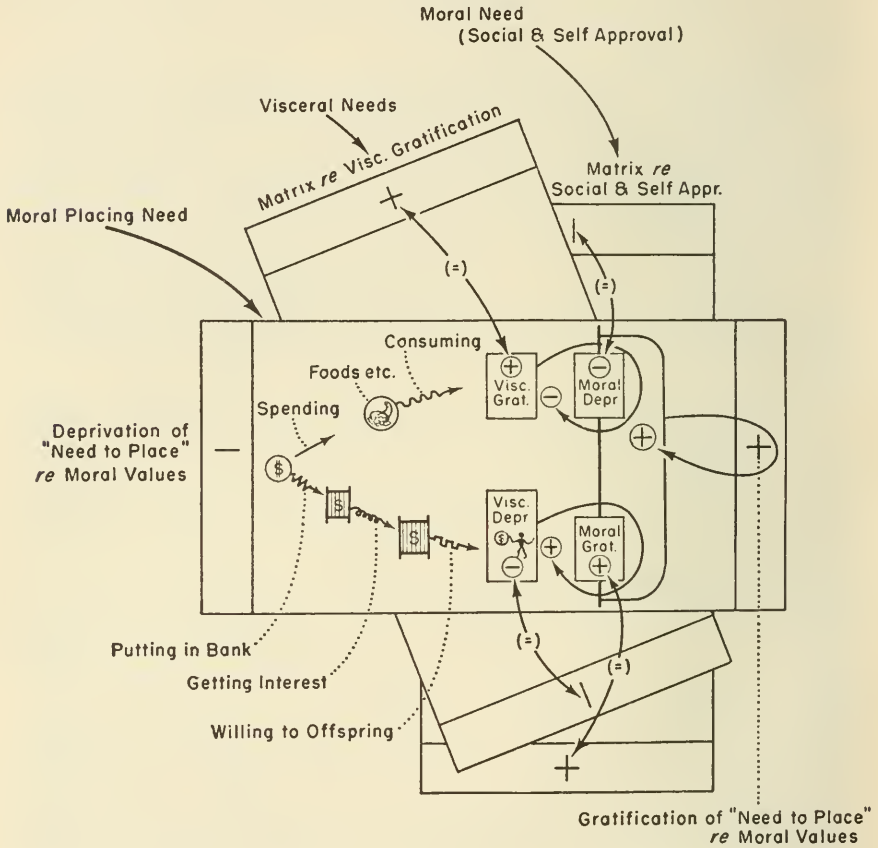 Moral Need
(Social & Self Approval)
Visceral Needs
Matrix re Visc. Gratification
Matrix re
Social & Self Appr.
Moral Placing Need
+
–
(=)
(=)
Consuming
Foods etc.
Spending
+
Visc.
Grat.
–
–
Moral
Depr
Deprivation of
"Need to Place"
re Moral Values
–
$
+
+
$
$
Visc.
Depr
$
–
+
Moral
Grat.
+
Putting in Bank
Getting Interest
Willing to Offspring
(=)
(=)
–
+
Gratification of "Need to Place"
re Moral Values